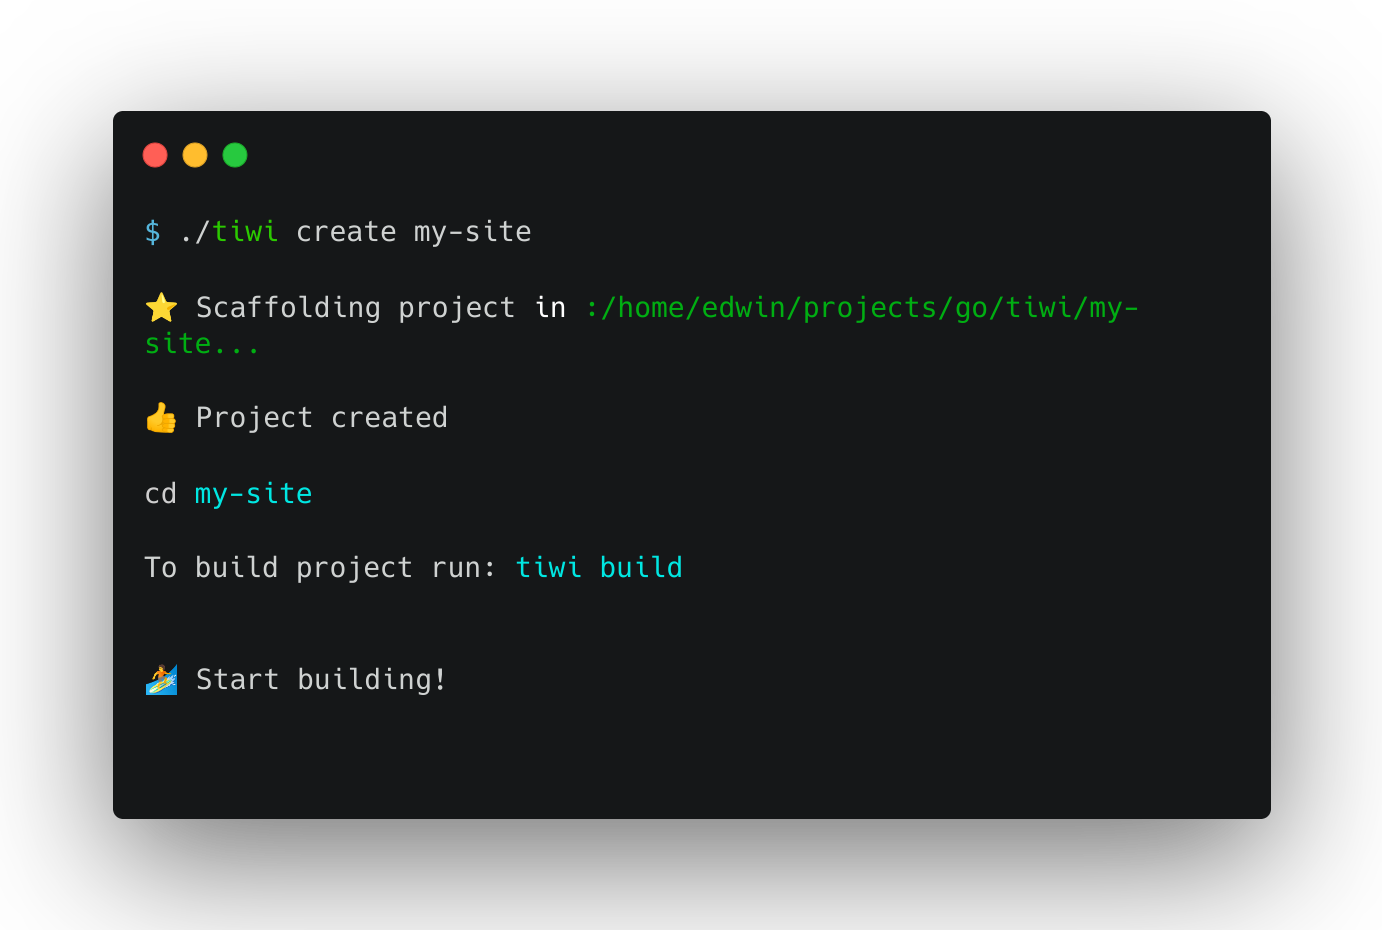 $ ./tiwi create my-site
⭐ Scaffolding project in :/home/edwin/projects/go/tiwi/my-
site...
👍 Project created
cd my-site
To build project run: tiwi build
🏄 Start building!